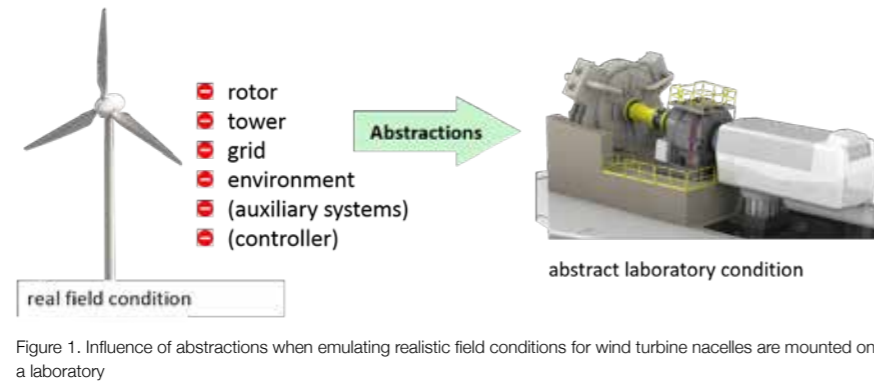 rotor
tower
grid
environment
(auxiliary systems)
(controller)
Abstractions
real field condition
abstract laboratory condition
Figure 1. Influence of abstractions when emulating realistic field conditions for wind turbine nacelles are mounted on
a laboratory